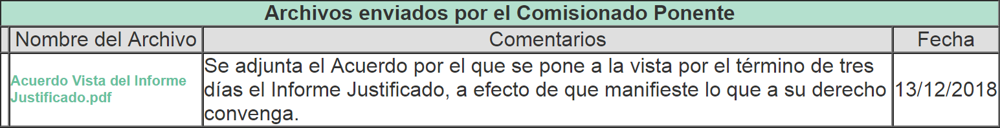 Archivos enviados por el Comisionado Ponente
Nombre del Archivo Comentarios Fecha
Acuerdo Vista del Informe
Justificado.pdf
Se adjunta el Acuerdo por el que se pone a la vista por el término de tres
días el Informe Justificado, a efecto de que manifieste lo que a su derecho
convenga.
13/12/2018